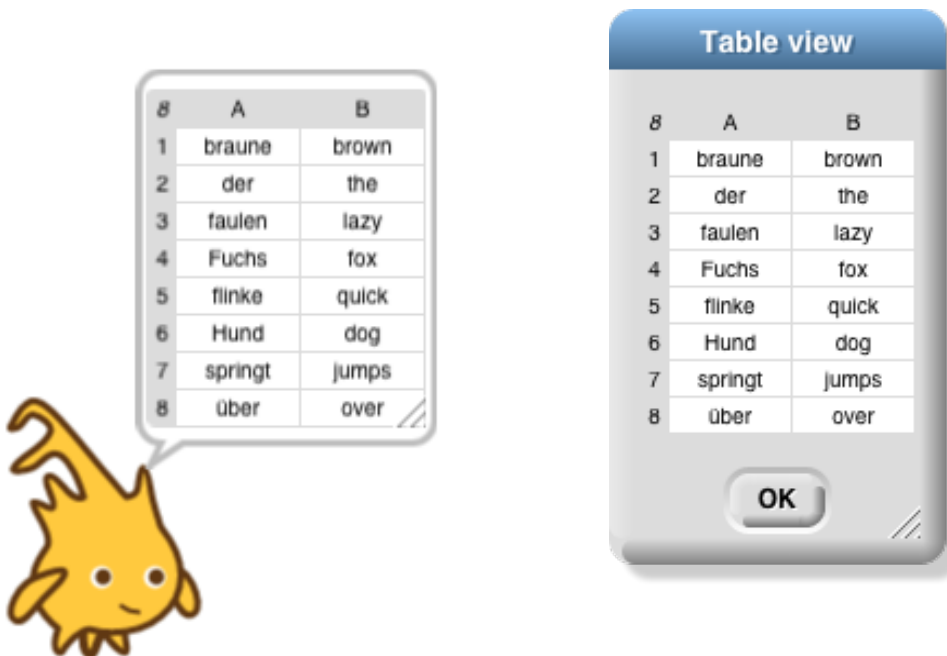 8 A B
1 braune brown
2 der the
3 faulen lazy
4 Fuchs fox
5 flinke quick
6 Hund dog
7 springt jumps
8 über over
Table view
8 A B
1 braune brown
2 der the
3 faulen lazy
4 Fuchs fox
5 flinke quick
6 Hund dog
7 springt jumps
8 über over
OK